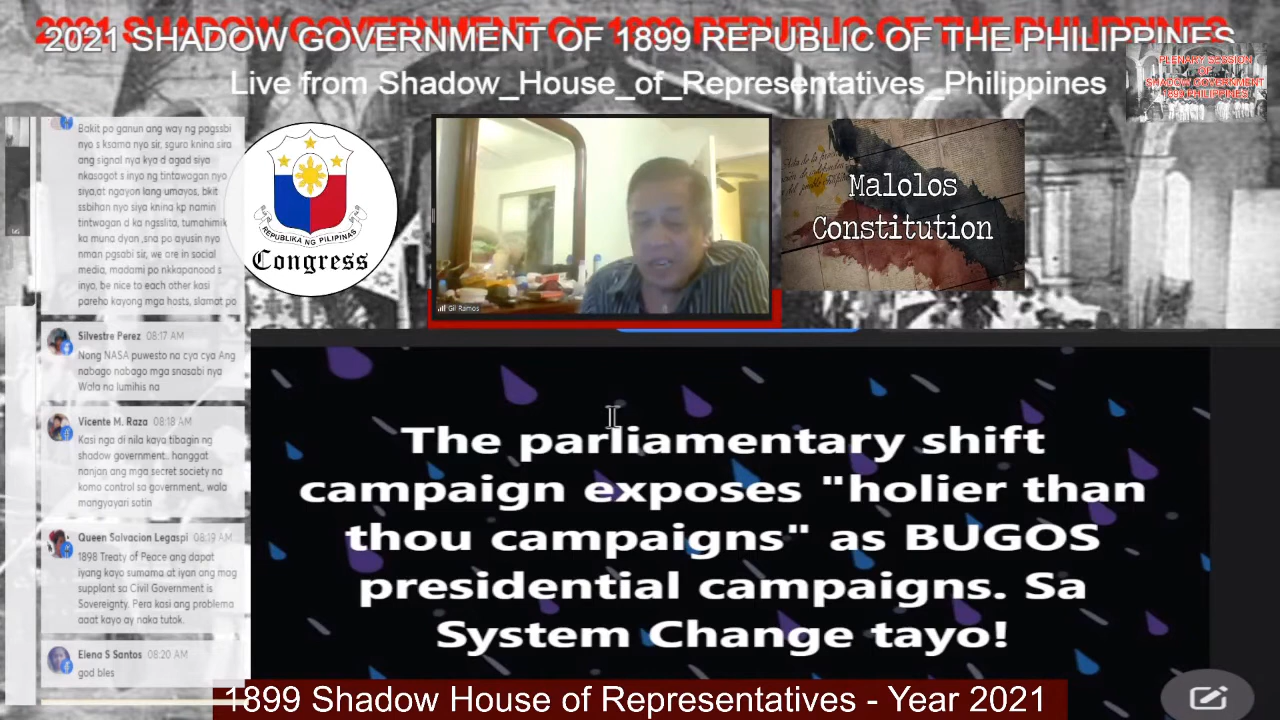 2021 SHADOW GOVERNMENT OF 1899 REPUBLIC OF THE PHILIPPINES
Live from Shadow_House_of_Representatives_Philippines
PLENARY SESSION
OF
SHADOW GOVERNMENT
1899 PHILIPPINES
Bakit po ganun ang way ng pagssbi
nyo s ksama nya sir, sguro knina sira
ang signal nya kya d agad siya
nkasagot s inyo ng tintawagan nyo
siya,at ngayon lang umayos, bkit
ssbihan nyo siya knina kp namin
tintwagan d ka ngsslita, tumahimik
ka muna dyan ,sna po ayusin nyo
nman pgsabi sir, we are in social
media, madami po nkkapanood s
inyo, be nice to each other kasi
pareho kayong mga hosts, slamat po
Silvestre Perez 08:17 AM
Nong NASA puwesto na cya cya Ang
nabago nabago mga snasabi nya
Wala na lumihis na
Vicente M. Raza 08:18 AM
Kasi nga di nila kaya tibagin ng
shadow government.. hanggat
nanjan ang mga secret society na
komo control sa government,. wala
mangyayari satin
Queen Salvacion Legaspi 08:19 AM
1898 Treaty of Peace ang dapat
iyang kayo sumama at iyan ang mag
supplant sa Civil Government is
Sovereignty. Pera kasi ang problema
aaat kayo ay naka tutok.
Elena S Santos 08:20 AM
god bles
REPUBLIKA NG PILIPINAS
Congress
Gil Ramos
Malolos
Constitution
The parliamentary shift
campaign exposes "holier than
thou campaigns" as BUGOS
presidential campaigns. Sa
System Change tayo!
1899 Shadow House of Representatives - Year 2021